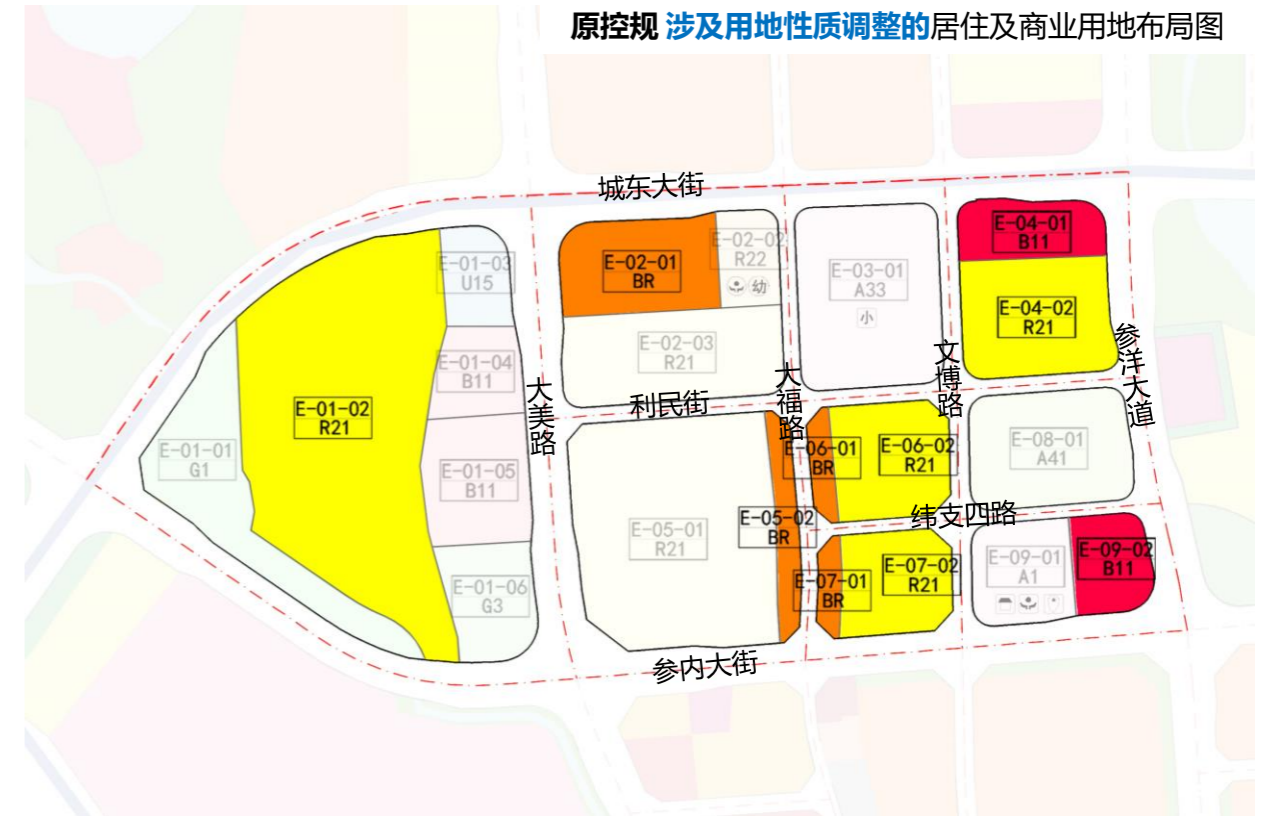 原控规 涉及用地性质调整的居住及商业用地布局图
城东大街
E-04-01
B11
E-02-02
R22
幼
E-01-03
U15
E-02-01
BR
E-03-01
A33
小
E-04-02
R21
参洋大道
E-02-03
R21
文博路
E-01-04
B11
大美路
大福路
利民街
E-01-02
R21
E-01-01
G1
E-06-01
BR
E-06-02
R21
E-08-01
A41
E-01-05
B11
E-05-01
R21
E-05-02
BR
纬支四路
E-01-06
G3
E-07-01
BR
E-07-02
R21
E-09-01
A1
E-09-02
B11
参内大街